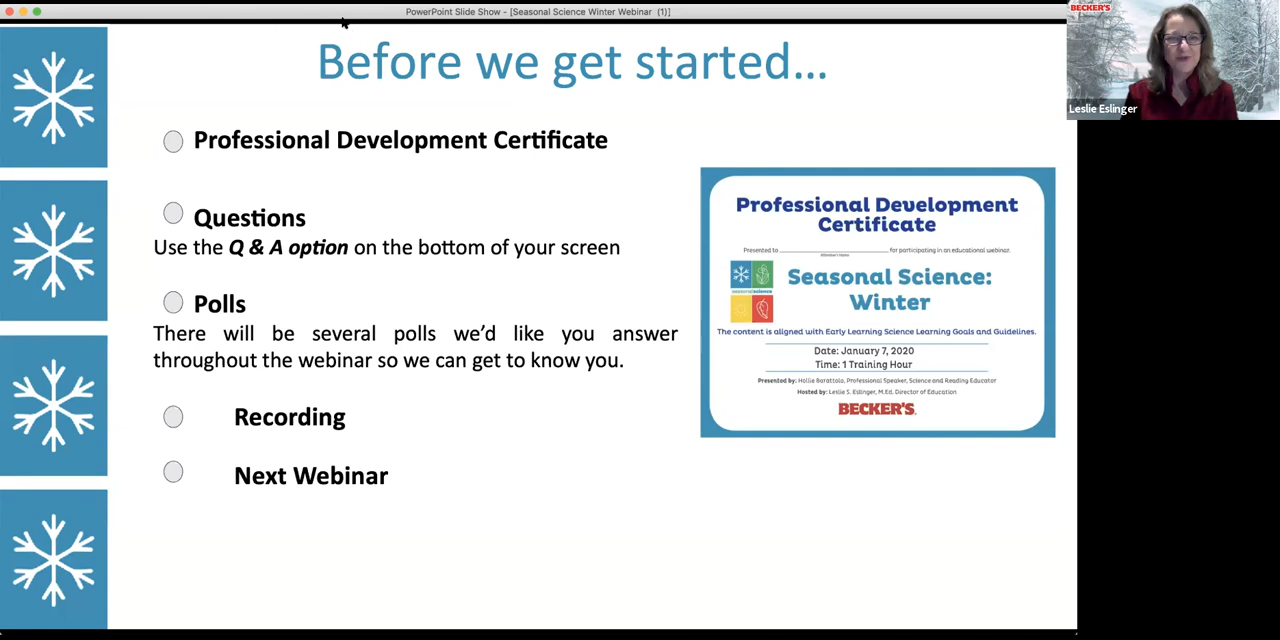 PowerPoint Slide Show - [Seasonal Science Winter Webinar (1)]
BECKER'S
Leslie Eslinger
Before we get started...
Professional Development Certificate
Questions
Use the Q & A option on the bottom of your screen
Polls
There will be several polls we'd like you answer
throughout the webinar so we can get to know you.
Recording
Next Webinar
Professional Development
Certificate
Presented to ____________________ for participating in an educational webinar.
Seasonal Science:
Winter
seasonalscience
The content is aligned with Early Learning Science Learning Goals and Guidelines.
Date: January 7, 2020
Time: 1 Training Hour
Presented by: Hollie Barattolo, Professional Speaker, Science and Reading Educator
Hosted by: Leslie S. Eslinger, M.Ed. Director of Education
BECKER'S